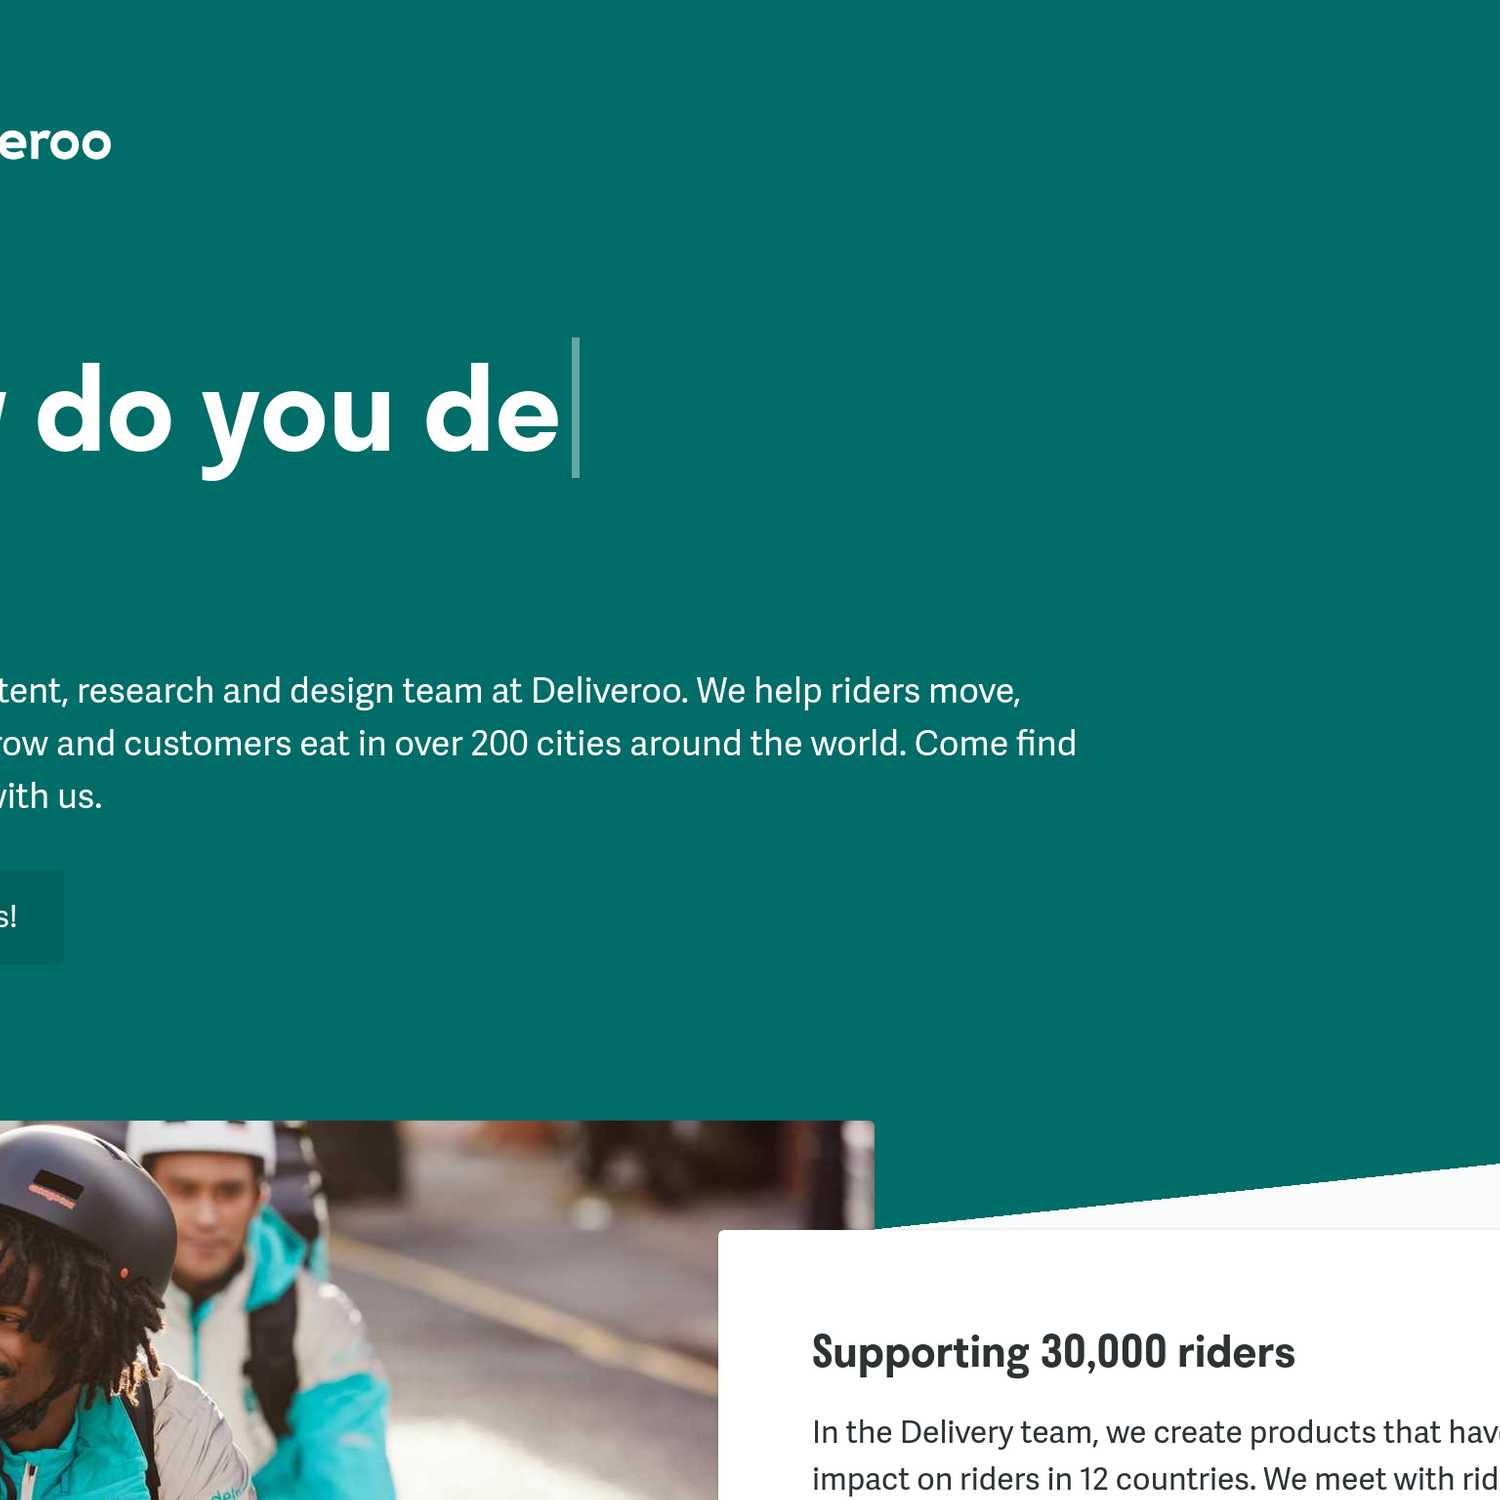 eroo
do you de
tent, research and design team at Deliveroo. We help riders move,
row and customers eat in over 200 cities around the world. Come find
with us.
s!
Supporting 30,000 riders
In the Delivery team, we create products that have
impact on riders in 12 countries. We meet with rid